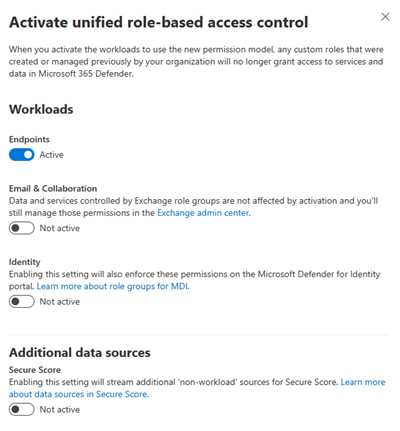 Activate unified role-based access control
When you activate the workloads to use the new permission model, any custom roles that were
created or managed previously by your organization will no longer grant access to services and
data in Microsoft 365 Defender.
Workloads
Endpoints
Active
Email & Collaboration
Data and services controlled by Exchange role groups are not affected by activation and you'll
still manage those permissions in the Exchange admin center.
Not active
Identity
Enabling this setting will also enforce these permissions on the Microsoft Defender for Identity
portal. Learn more about role groups for MDI.
Not active
Additional data sources
Secure Score
Enabling this setting will stream additional 'non-workload' sources for Secure Score. Learn more
about data sources in Secure Score.
Not active